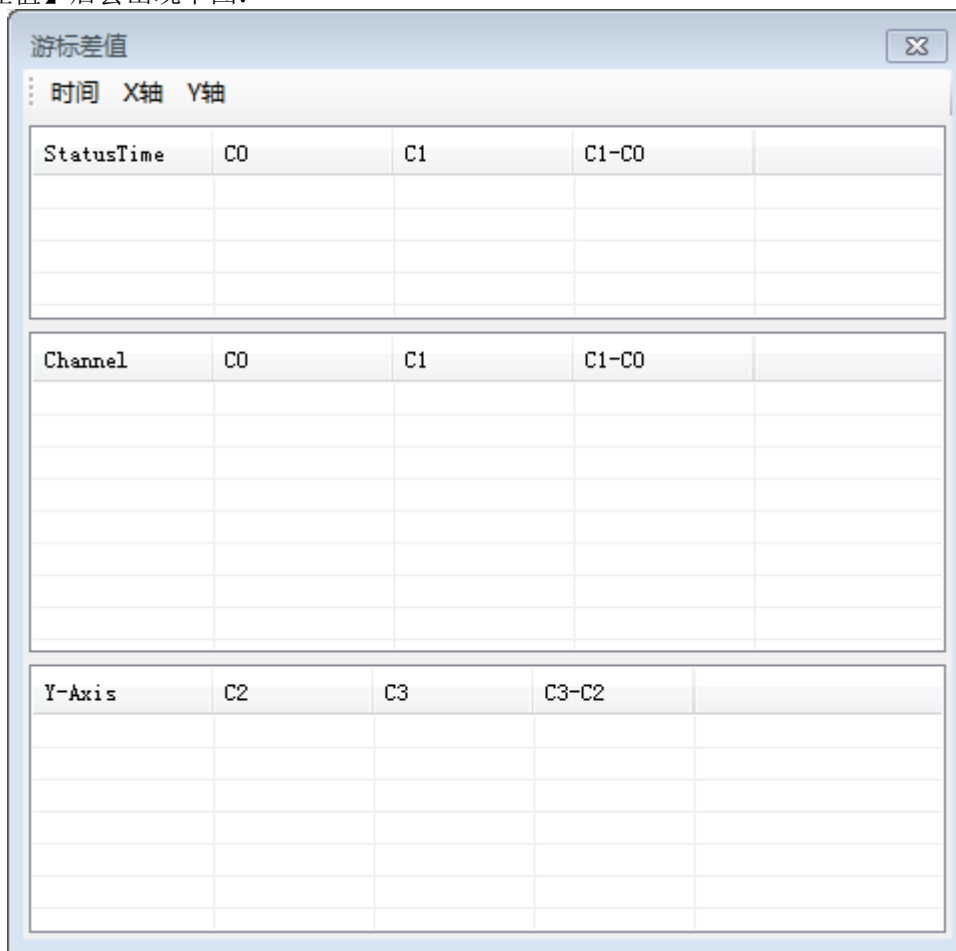 游标差值
时间 X轴 Y轴
StatusTime C0 C1 C1-C0
Channel C0 C1 C1-C0
Y-Axis C2 C3 C3-C2